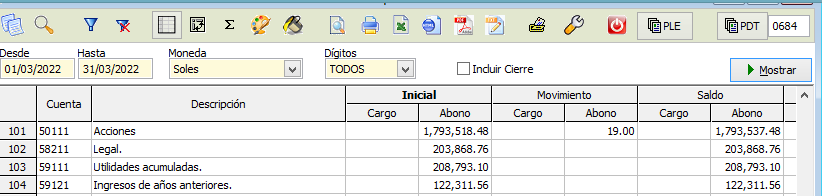 Σ PLE PDT 0684
Desde Hasta Moneda Dígitos
01/03/2022 31/03/2022 Soles TODOS Incluir Cierre Mostrar
Inicial Movimiento Saldo
Cuenta Descripción Cargo Abono Cargo Abono Cargo Abono
101 50111 Acciones 1,793,518.48 19.00 1,793,537.48
102 58211 Legal. 203,868.76 203,868.76
103 59111 Utilidades acumuladas. 208,793.10 208,793.10
104 59121 Ingresos de años anteriores. 122,311.56 122,311.56